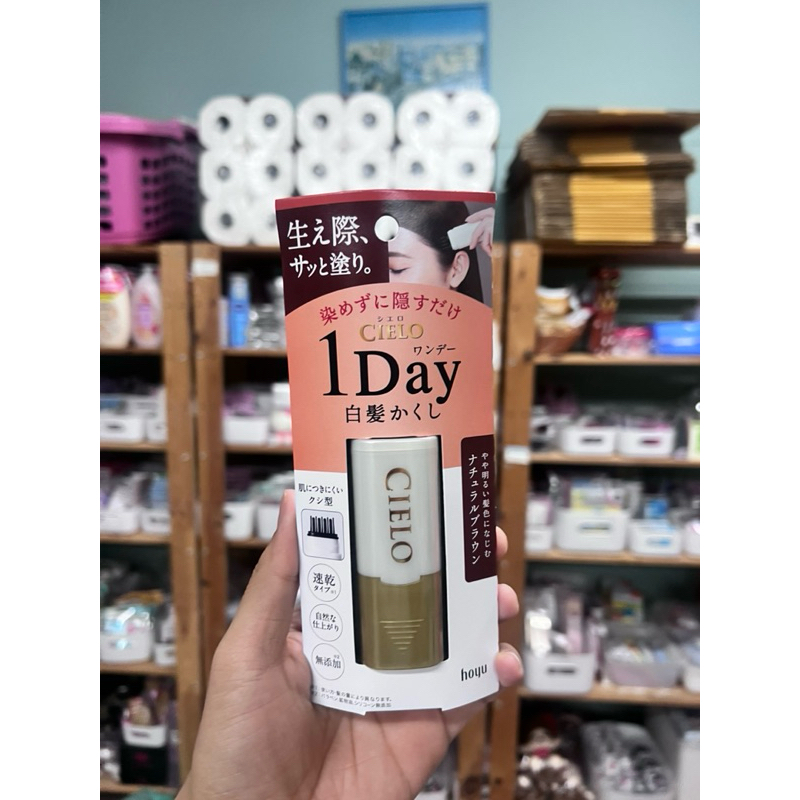 生え際、
サッと塗り。
染めずに隠すだけ
シエロ
CIELO
ワンデー
1Day
白髪かくし
CIELO
やや明るい髪色になじむ
ナチュラルブラウン
肌につきにくい
クシ型
速乾
タイプ※1
自然な
仕上がり
無添加※2
hoyu